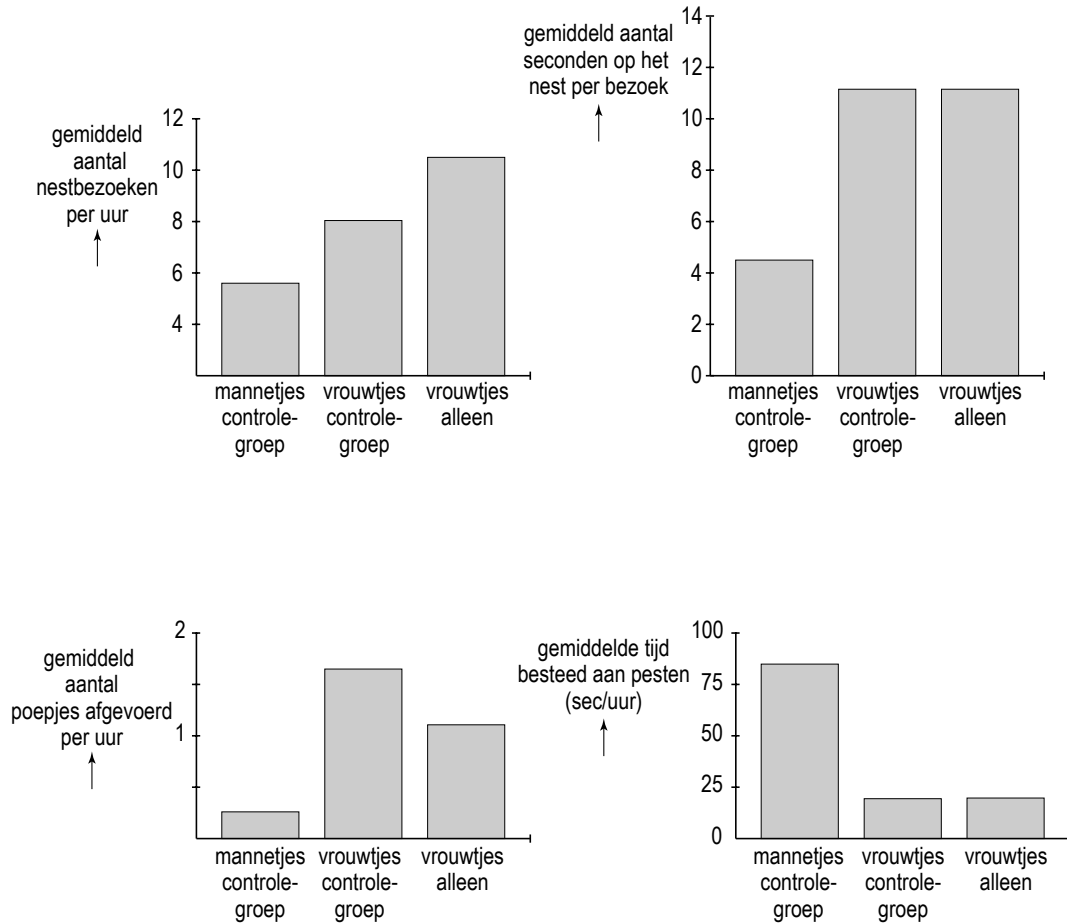 gemiddeld
aantal
nestbezoeken
per uur
12
10
8
6
4
mannetjes
controle-
groep
vrouwtjes
controle-
groep
vrouwtjes
alleen
gemiddeld aantal
seconden op het
nest per bezoek
14
12
10
8
6
4
2
0
mannetjes
controle-
groep
vrouwtjes
controle-
groep
vrouwtjes
alleen
gemiddeld
aantal
poepjes afgevoerd
per uur
2
1
mannetjes
controle-
groep
vrouwtjes
controle-
groep
vrouwtjes
alleen
gemiddelde tijd
besteed aan pesten
(sec/uur)
100
75
50
25
0
mannetjes
controle-
groep
vrouwtjes
controle-
groep
vrouwtjes
alleen